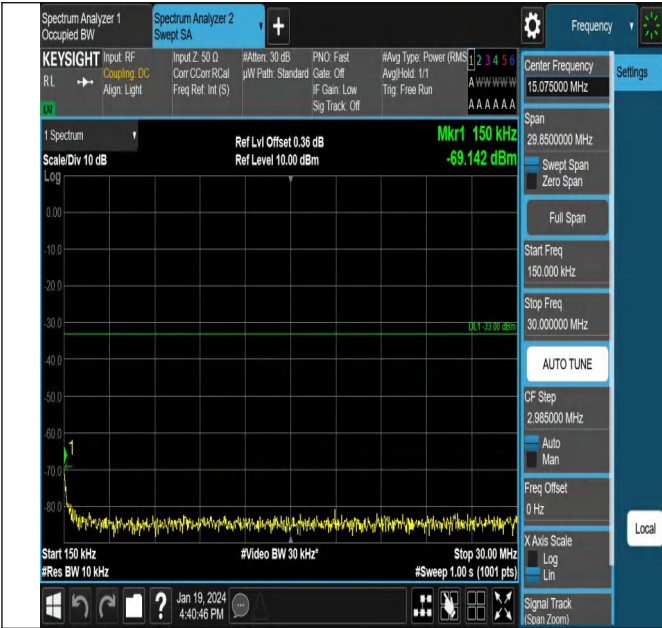 Spectrum Analyzer 1
Occupied BW
Spectrum Analyzer 2
Swept SA
Frequency
KEYSIGHT
RL
LXI
Input: RF
Coupling: DC
Align: Light
Input Z: 50 Ω
Corr CCorr RCal
Freq Ref: Int (S)
#Atten: 30 dB
µW Path: Standard
PNO: Fast
Gate: Off
IF Gain: Low
Sig Track: Off
#Avg Type: Power (RMS
Avg|Hold: 1/1
Trig: Free Run
1 2 3 4 5 6
A W W W W W
A A A A A A
1 Spectrum
Scale/Div 10 dB
Log
Ref Lvl Offset 0.36 dB
Ref Level 10.00 dBm
Mkr1 150 kHz
-69.142 dBm
0.00
-10.0
-20.0
-30.0
DL1 -33.00 dBm
-40.0
-50.0
-60.0
1
-70.0
-80.0
Start 150 kHz
#Res BW 10 kHz
#Video BW 30 kHz*
Stop 30.00 MHz
#Sweep 1.00 s (1001 pts)
Jan 19, 2024
4:40:46 PM
Center Frequency
15.075000 MHz
Settings
Span
29.8500000 MHz
Swept Span
Zero Span
Full Span
Start Freq
150.000 kHz
Stop Freq
30.000000 MHz
AUTO TUNE
CF Step
2.985000 MHz
Auto
Man
Freq Offset
0 Hz
Local
X Axis Scale
Log
Lin
Signal Track
(Span Zoom)